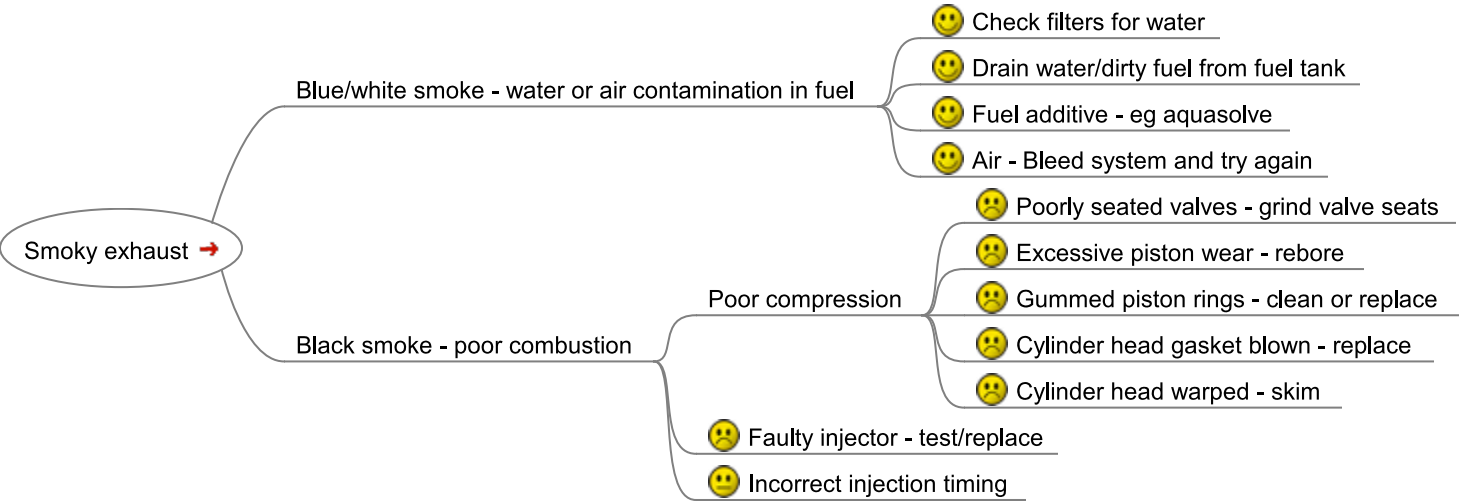 Check filters for water
Drain water/dirty fuel from fuel tank
Blue/white smoke - water or air contamination in fuel
Fuel additive - eg aquasolve
Air - Bleed system and try again
Poorly seated valves - grind valve seats
Smoky exhaust
Excessive piston wear - rebore
Poor compression
Gummed piston rings - clean or replace
Black smoke - poor combustion
Cylinder head gasket blown - replace
Cylinder head warped - skim
Faulty injector - test/replace
Incorrect injection timing